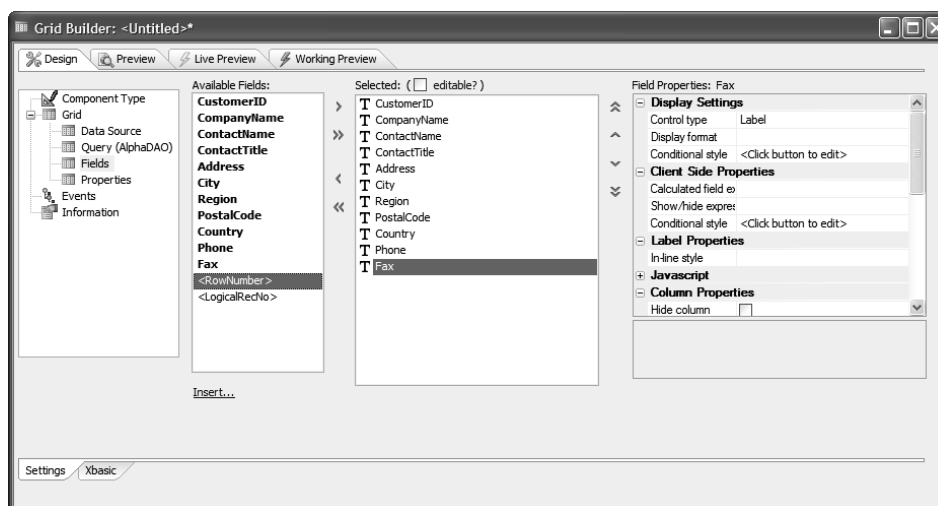 Grid Builder: <Untitled>*
Design
Preview
Live Preview
Working Preview
Component Type
Grid
Data Source
Query (AlphaDAO)
Fields
Properties
Events
Information
Available Fields:
CustomerID
CompanyName
ContactName
ContactTitle
Address
City
Region
PostalCode
Country
Phone
Fax
<RowNumber>
<LogicalRecNo>
Insert...
Selected: ( editable? )
CustomerID
CompanyName
ContactName
ContactTitle
Address
City
Region
PostalCode
Country
Phone
Fax
Field Properties: Fax
Display Settings
Control type Label
Display format
Conditional style <Click button to edit>
Client Side Properties
Calculated field ex
Show/hide expres
Conditional style <Click button to edit>
Label Properties
In-line style
Javascript
Column Properties
Hide column
Settings
Xbasic